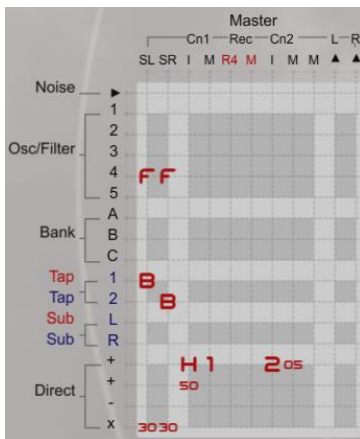 Master
Cn1 Rec Cn2 L R
SL SR I M R4 M I M M ▲ ▲
Noise ►
1
2
Osc/Filter 3
4 F F
5
A
Bank B
C
Tap 1 B
Tap 2 B
Sub L
Sub R
+ H 1 2 05
Direct + 50
-
x 30 30